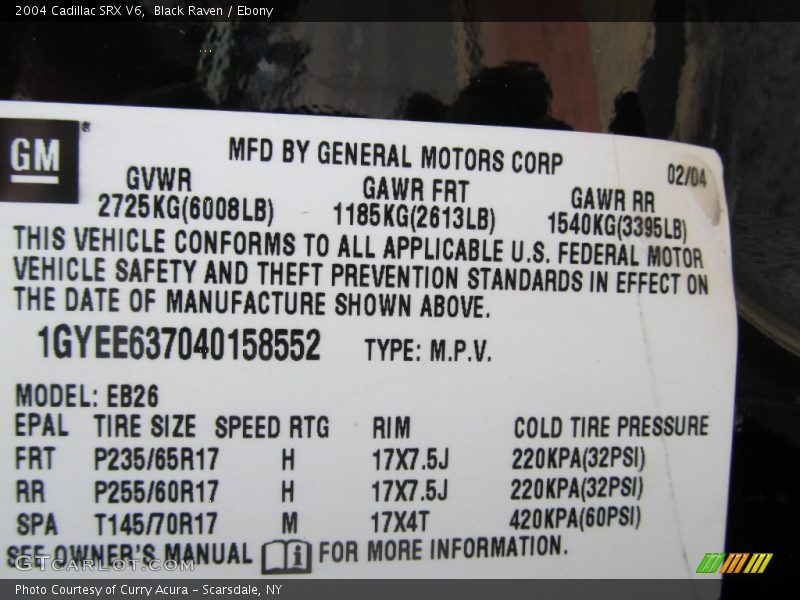 2004 Cadillac SRX V6, Black Raven / Ebony
GM®
MFD BY GENERAL MOTORS CORP
02/04
GVWR GAWR FRT GAWR RR
2725KG(6008LB) 1185KG(2613LB) 1540KG(3395LB)
THIS VEHICLE CONFORMS TO ALL APPLICABLE U.S. FEDERAL MOTOR
VEHICLE SAFETY AND THEFT PREVENTION STANDARDS IN EFFECT ON
THE DATE OF MANUFACTURE SHOWN ABOVE.
1GYEE637040158552 TYPE: M.P.V.
MODEL: EB26
EPAL TIRE SIZE SPEED RTG RIM COLD TIRE PRESSURE
FRT P235/65R17 H 17X7.5J 220KPA(32PSI)
RR P255/60R17 H 17X7.5J 220KPA(32PSI)
SPA T145/70R17 M 17X4T 420KPA(60PSI)
SEE OWNER'S MANUAL i FOR MORE INFORMATION.
GTcarlot.com
Photo Courtesy of Curry Acura - Scarsdale, NY